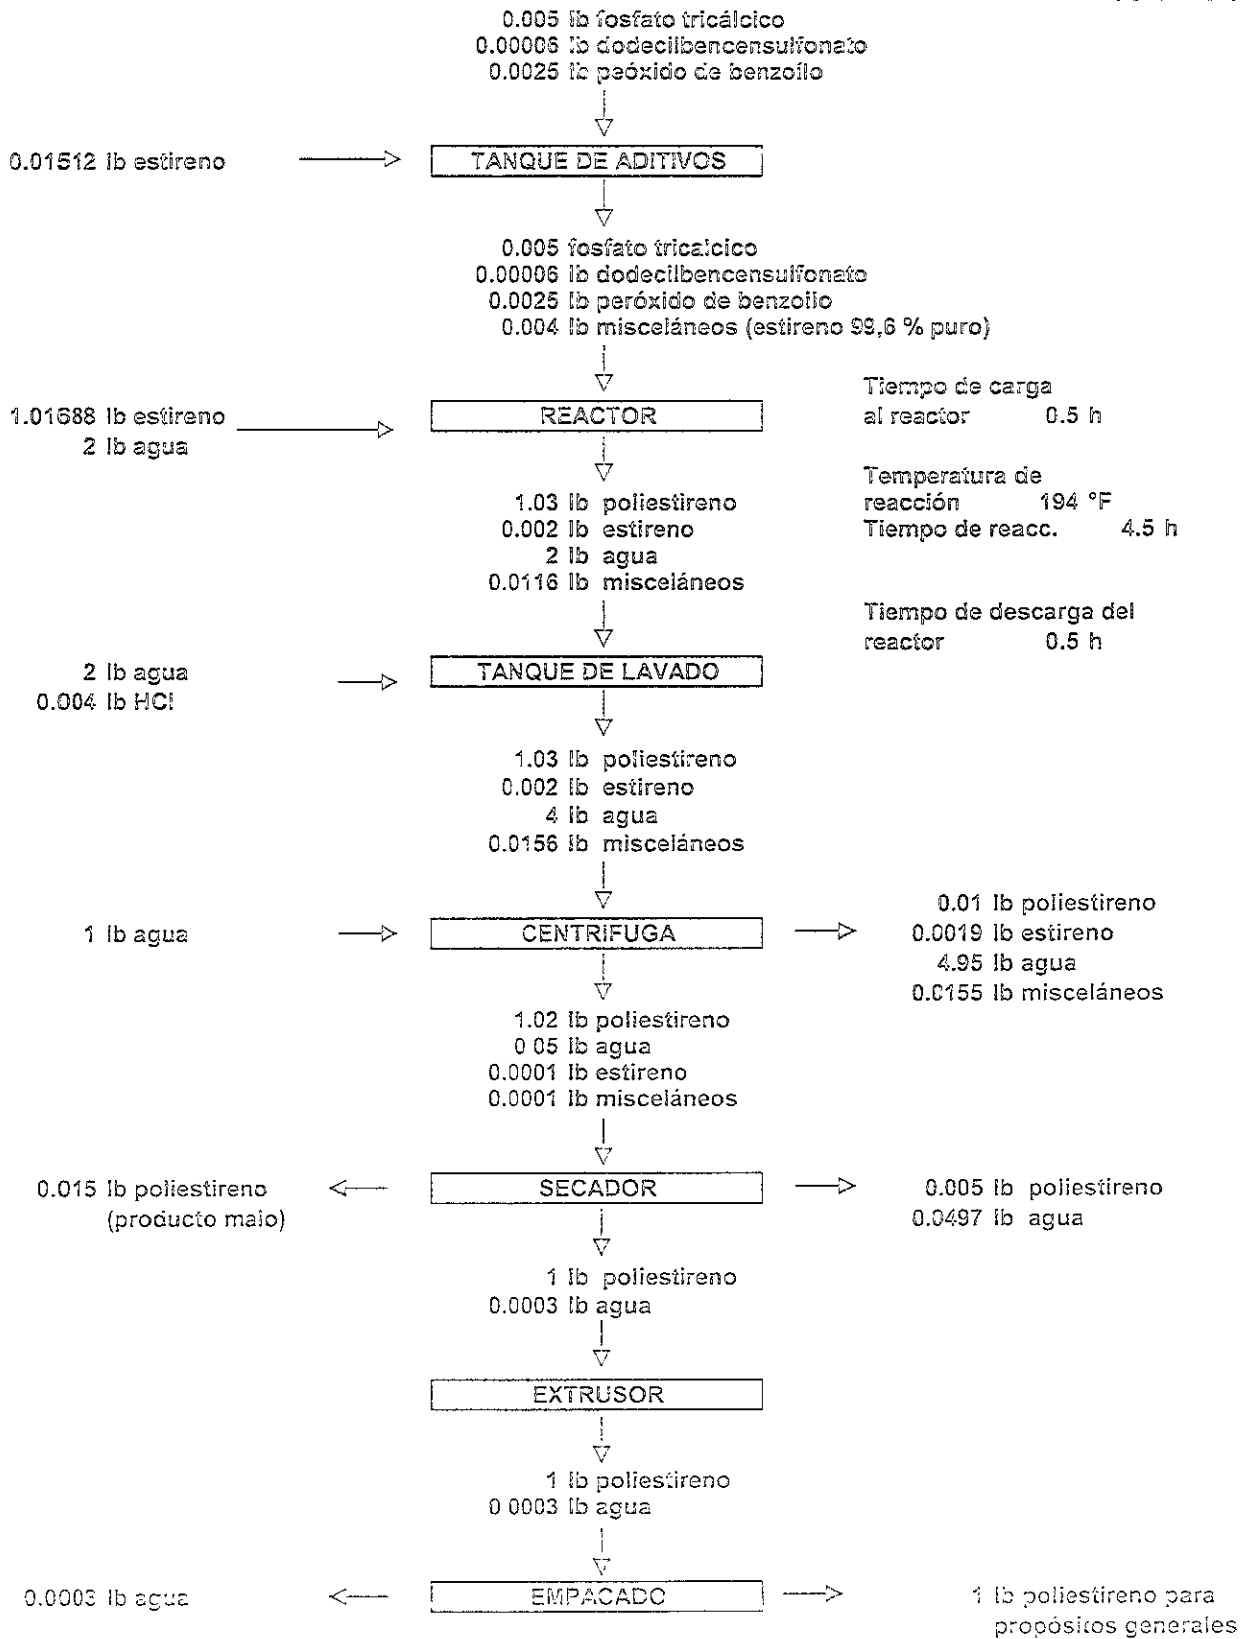 0.005 lb fosfato tricálcico
0.00006 lb dodecilbencensulfonato
0.0025 lb peóxido de benzoílo
0.01512 lb estireno
TANQUE DE ADITIVOS
0.005 fosfato tricalcico
0.00006 lb dodecilbencensulfonato
0.0025 lb peróxido de benzoilo
0.004 lb misceláneos (estireno 99,6 % puro)
Tiempo de carga
al reactor 0.5 h
1.01688 lb estireno
2 lb agua
REACTOR
Temperatura de
reacción 194 °F
Tiempo de reacc. 4.5 h
1.03 lb poliestireno
0.002 lb estireno
2 lb agua
0.0116 lb misceláneos
Tiempo de descarga del
reactor 0.5 h
2 lb agua
0.004 lb HCl
TANQUE DE LAVADO
1.03 lb poliestireno
0.002 lb estireno
4 lb agua
0.0156 lb misceláneos
1 lb agua
CENTRIFUGA
0.01 lb poliestireno
0.0019 lb estireno
4.95 lb agua
0.0155 lb misceláneos
1.02 lb poliestireno
0 05 lb agua
0.0001 lb estireno
0.0001 lb misceláneos
0.015 lb poliestireno
(producto malo)
SECADOR
0.005 lb poliestireno
0.0497 lb agua
1 lb poliestireno
0.0003 lb agua
EXTRUSOR
1 lb poliestireno
0 0003 lb agua
0.0003 lb agua
EMPACADO
1 lb poliestireno para
propósitos generales